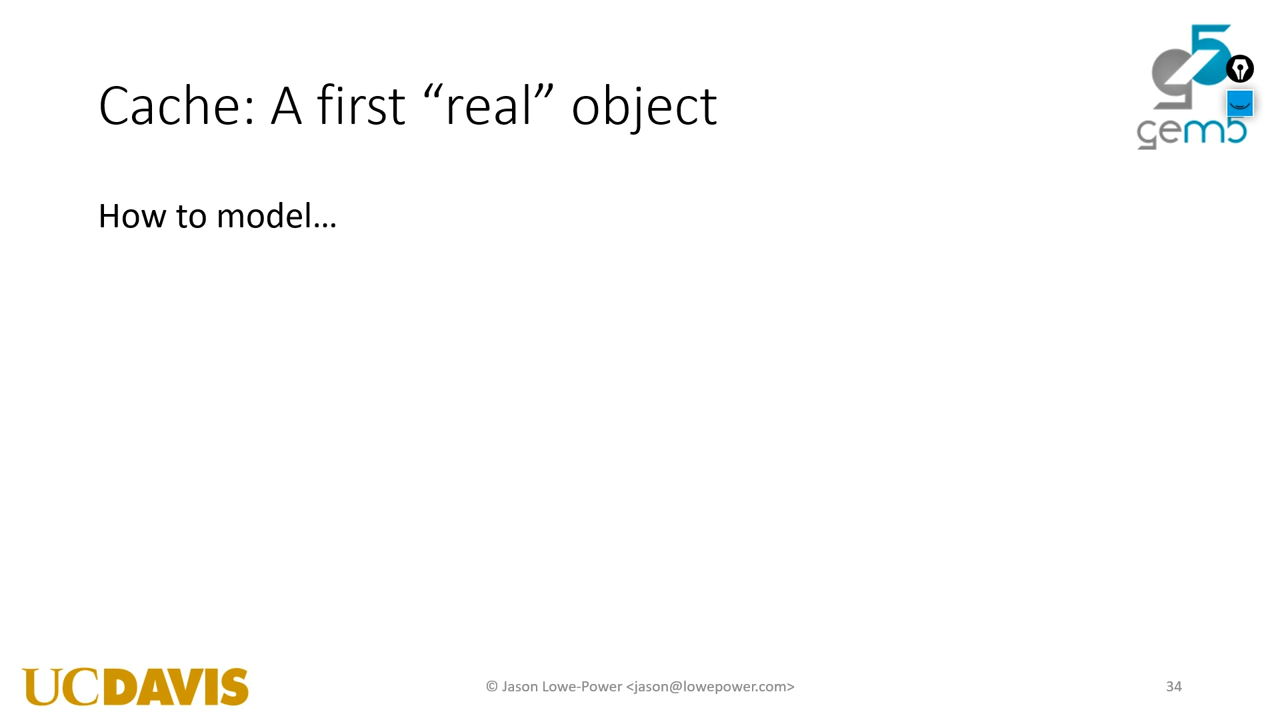 Cache: A first “real” object
gem5
How to model…
UCDAVIS
© Jason Lowe-Power <jason@lowepower.com>
34